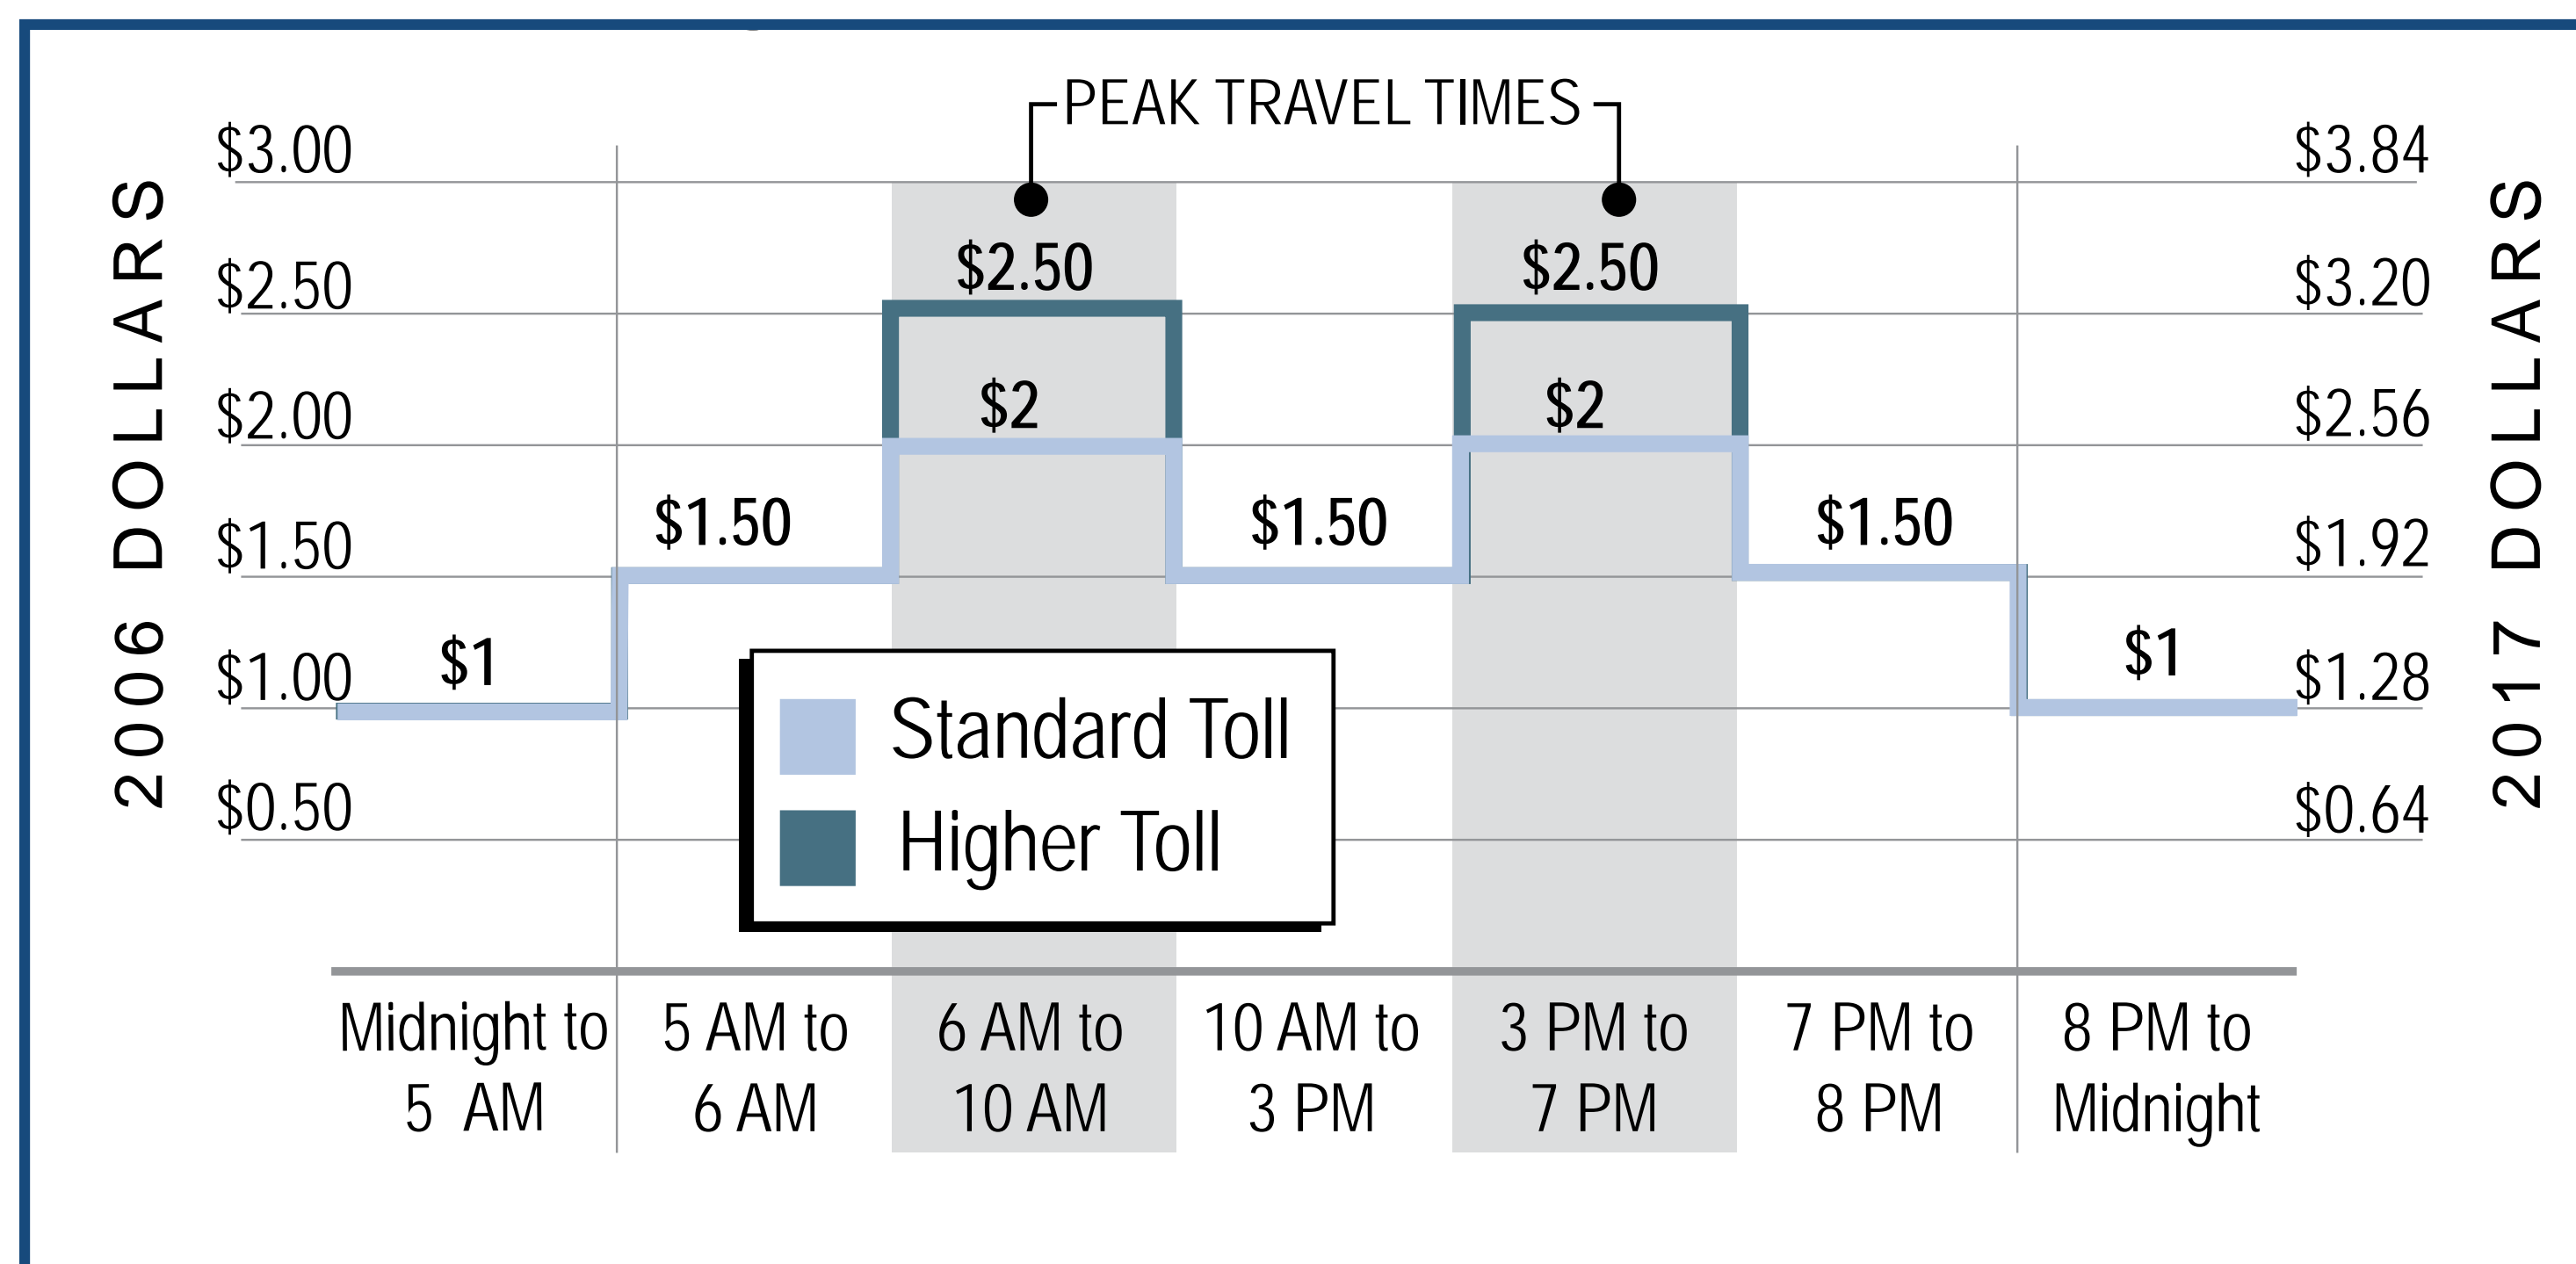 PEAK TRAVEL TIMES
2006 DOLLARS
$3.00
$2.50
$2.00
$1.50
$1.00
$0.50
$1
$1.50
$2.50
$2
$1.50
$2.50
$2
$1.50
$1
$3.84
$3.20
$2.56
$1.92
$1.28
$0.64
2017 DOLLARS
Standard Toll
Higher Toll
Midnight to
5 AM
5 AM to
6 AM
6 AM to
10 AM
10 AM to
3 PM
3 PM to
7 PM
7 PM to
8 PM
8 PM to
Midnight